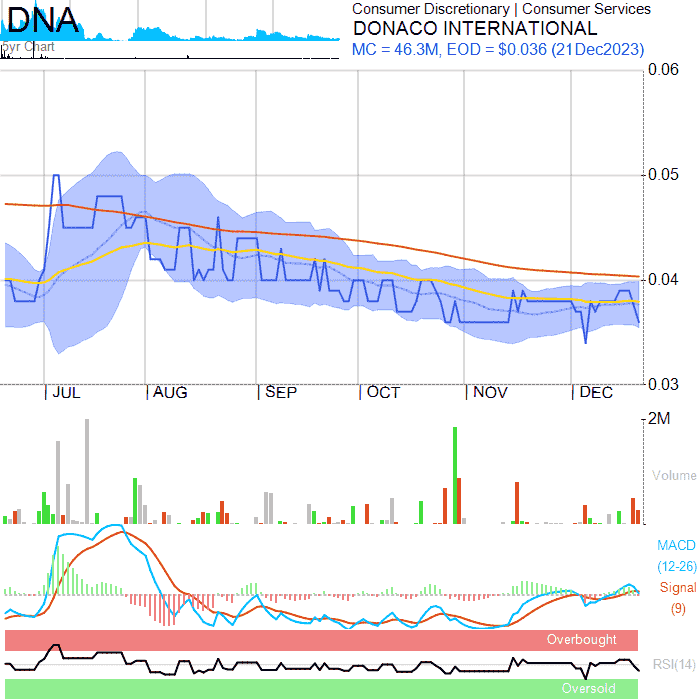 DNA
5yr Chart
Consumer Discretionary | Consumer Services
DONACO INTERNATIONAL
MC = 46.3M, EOD = $0.036 (21Dec2023)
0.06
0.05
0.04
0.03
JUL AUG SEP OCT NOV DEC
2M
Volume
MACD
(12-26)
Signal
(9)
Overbought
RSI(14)
Oversold